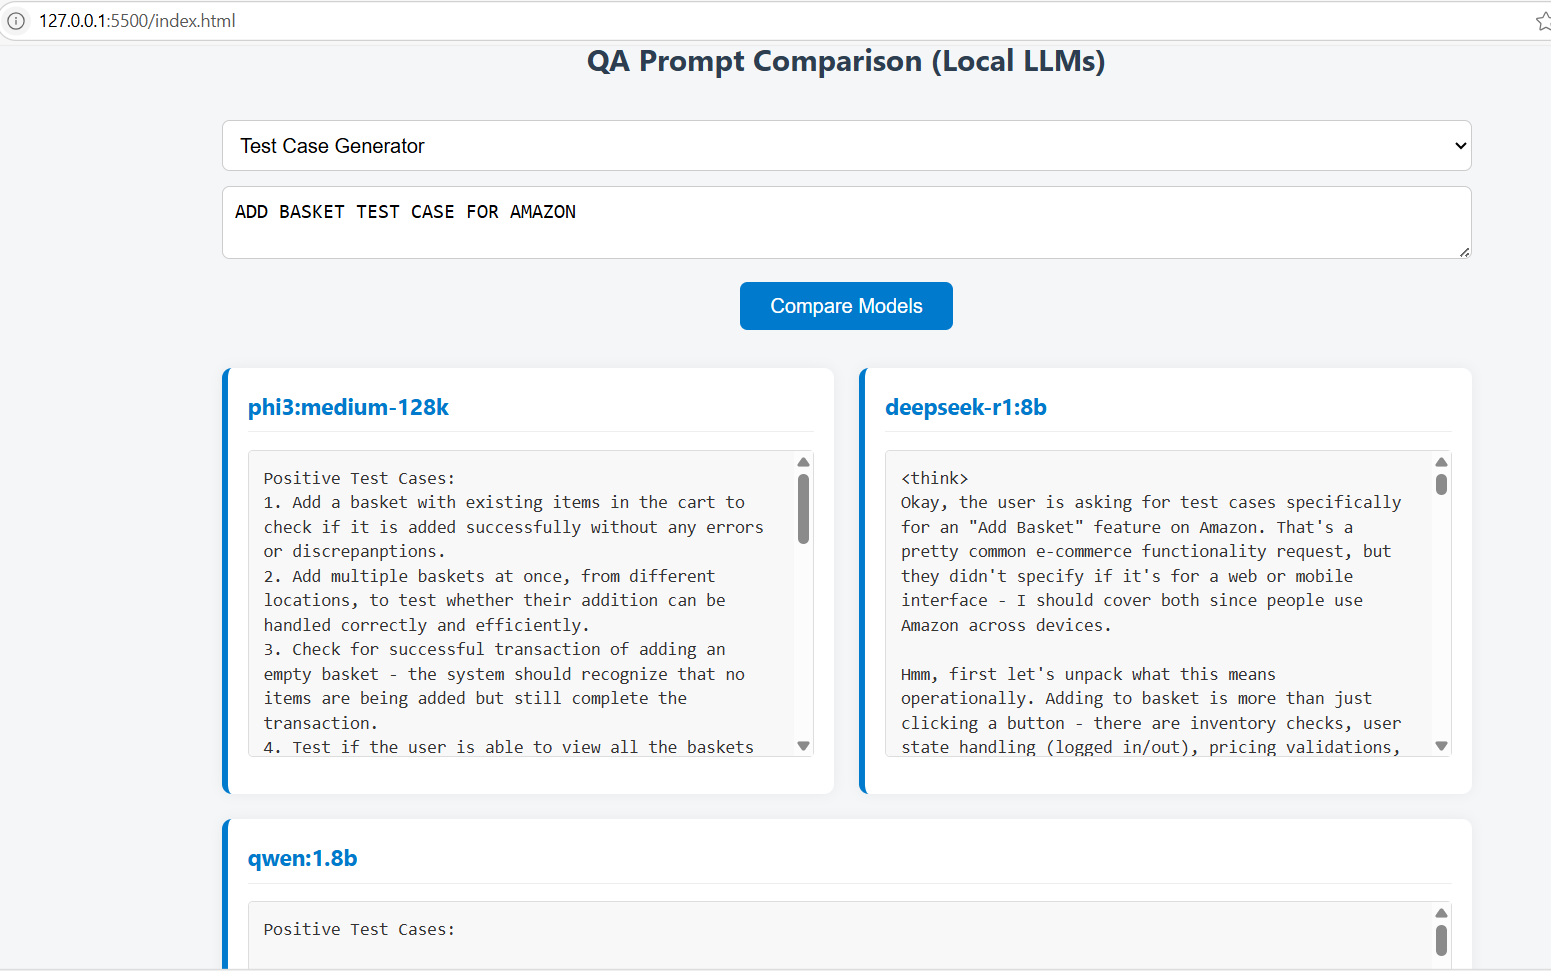 127.0.0.1:5500/index.html
QA Prompt Comparison (Local LLMs)
Test Case Generator
ADD BASKET TEST CASE FOR AMAZON
Compare Models
phi3:medium-128k
Positive Test Cases:
1. Add a basket with existing items in the cart to
check if it is added successfully without any errors
or discrepanptions.
2. Add multiple baskets at once, from different
locations, to test whether their addition can be
handled correctly and efficiently.
3. Check for successful transaction of adding an
empty basket - the system should recognize that no
items are being added but still complete the
transaction.
4. Test if the user is able to view all the baskets
deepseek-r1:8b
<think>
Okay, the user is asking for test cases specifically
for an "Add Basket" feature on Amazon. That's a
pretty common e-commerce functionality request, but
they didn't specify if it's for a web or mobile
interface - I should cover both since people use
Amazon across devices.
Hmm, first let's unpack what this means
operationally. Adding to basket is more than just
clicking a button - there are inventory checks, user
state handling (logged in/out), pricing validations,
qwen:1.8b
Positive Test Cases: